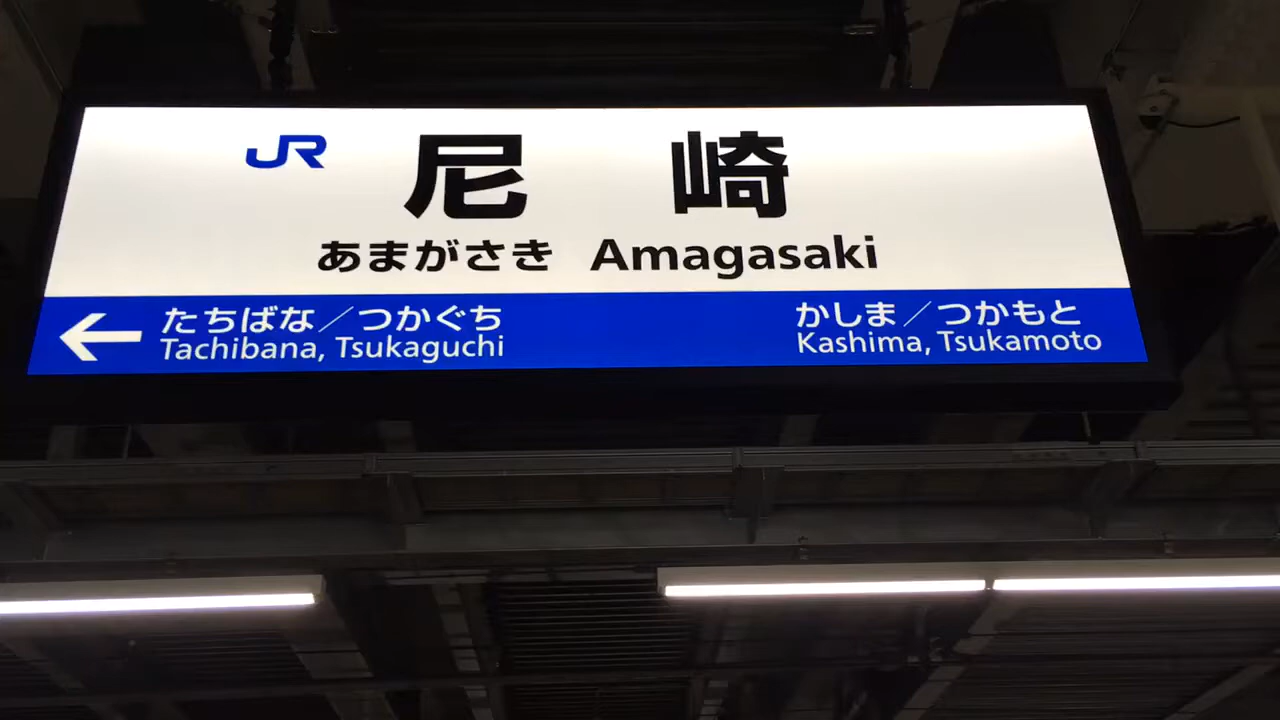 JR 尼崎
あまがさき Amagasaki
たちばな／つかぐち
Tachibana, Tsukaguchi
かしま／つかもと
Kashima, Tsukamoto